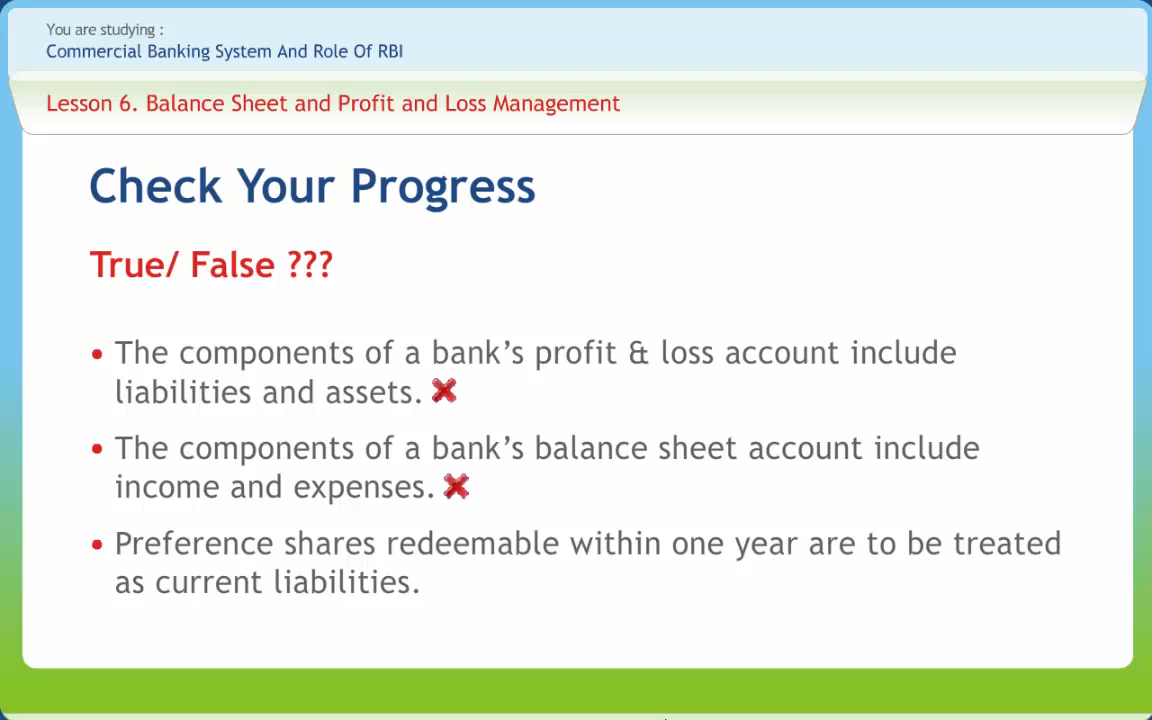 You are studying :
Commercial Banking System And Role Of RBI
Lesson 6. Balance Sheet and Profit and Loss Management
Check Your Progress
True/ False ???
• The components of a bank’s profit & loss account include
liabilities and assets.
• The components of a bank’s balance sheet account include
income and expenses.
• Preference shares redeemable within one year are to be treated
as current liabilities.